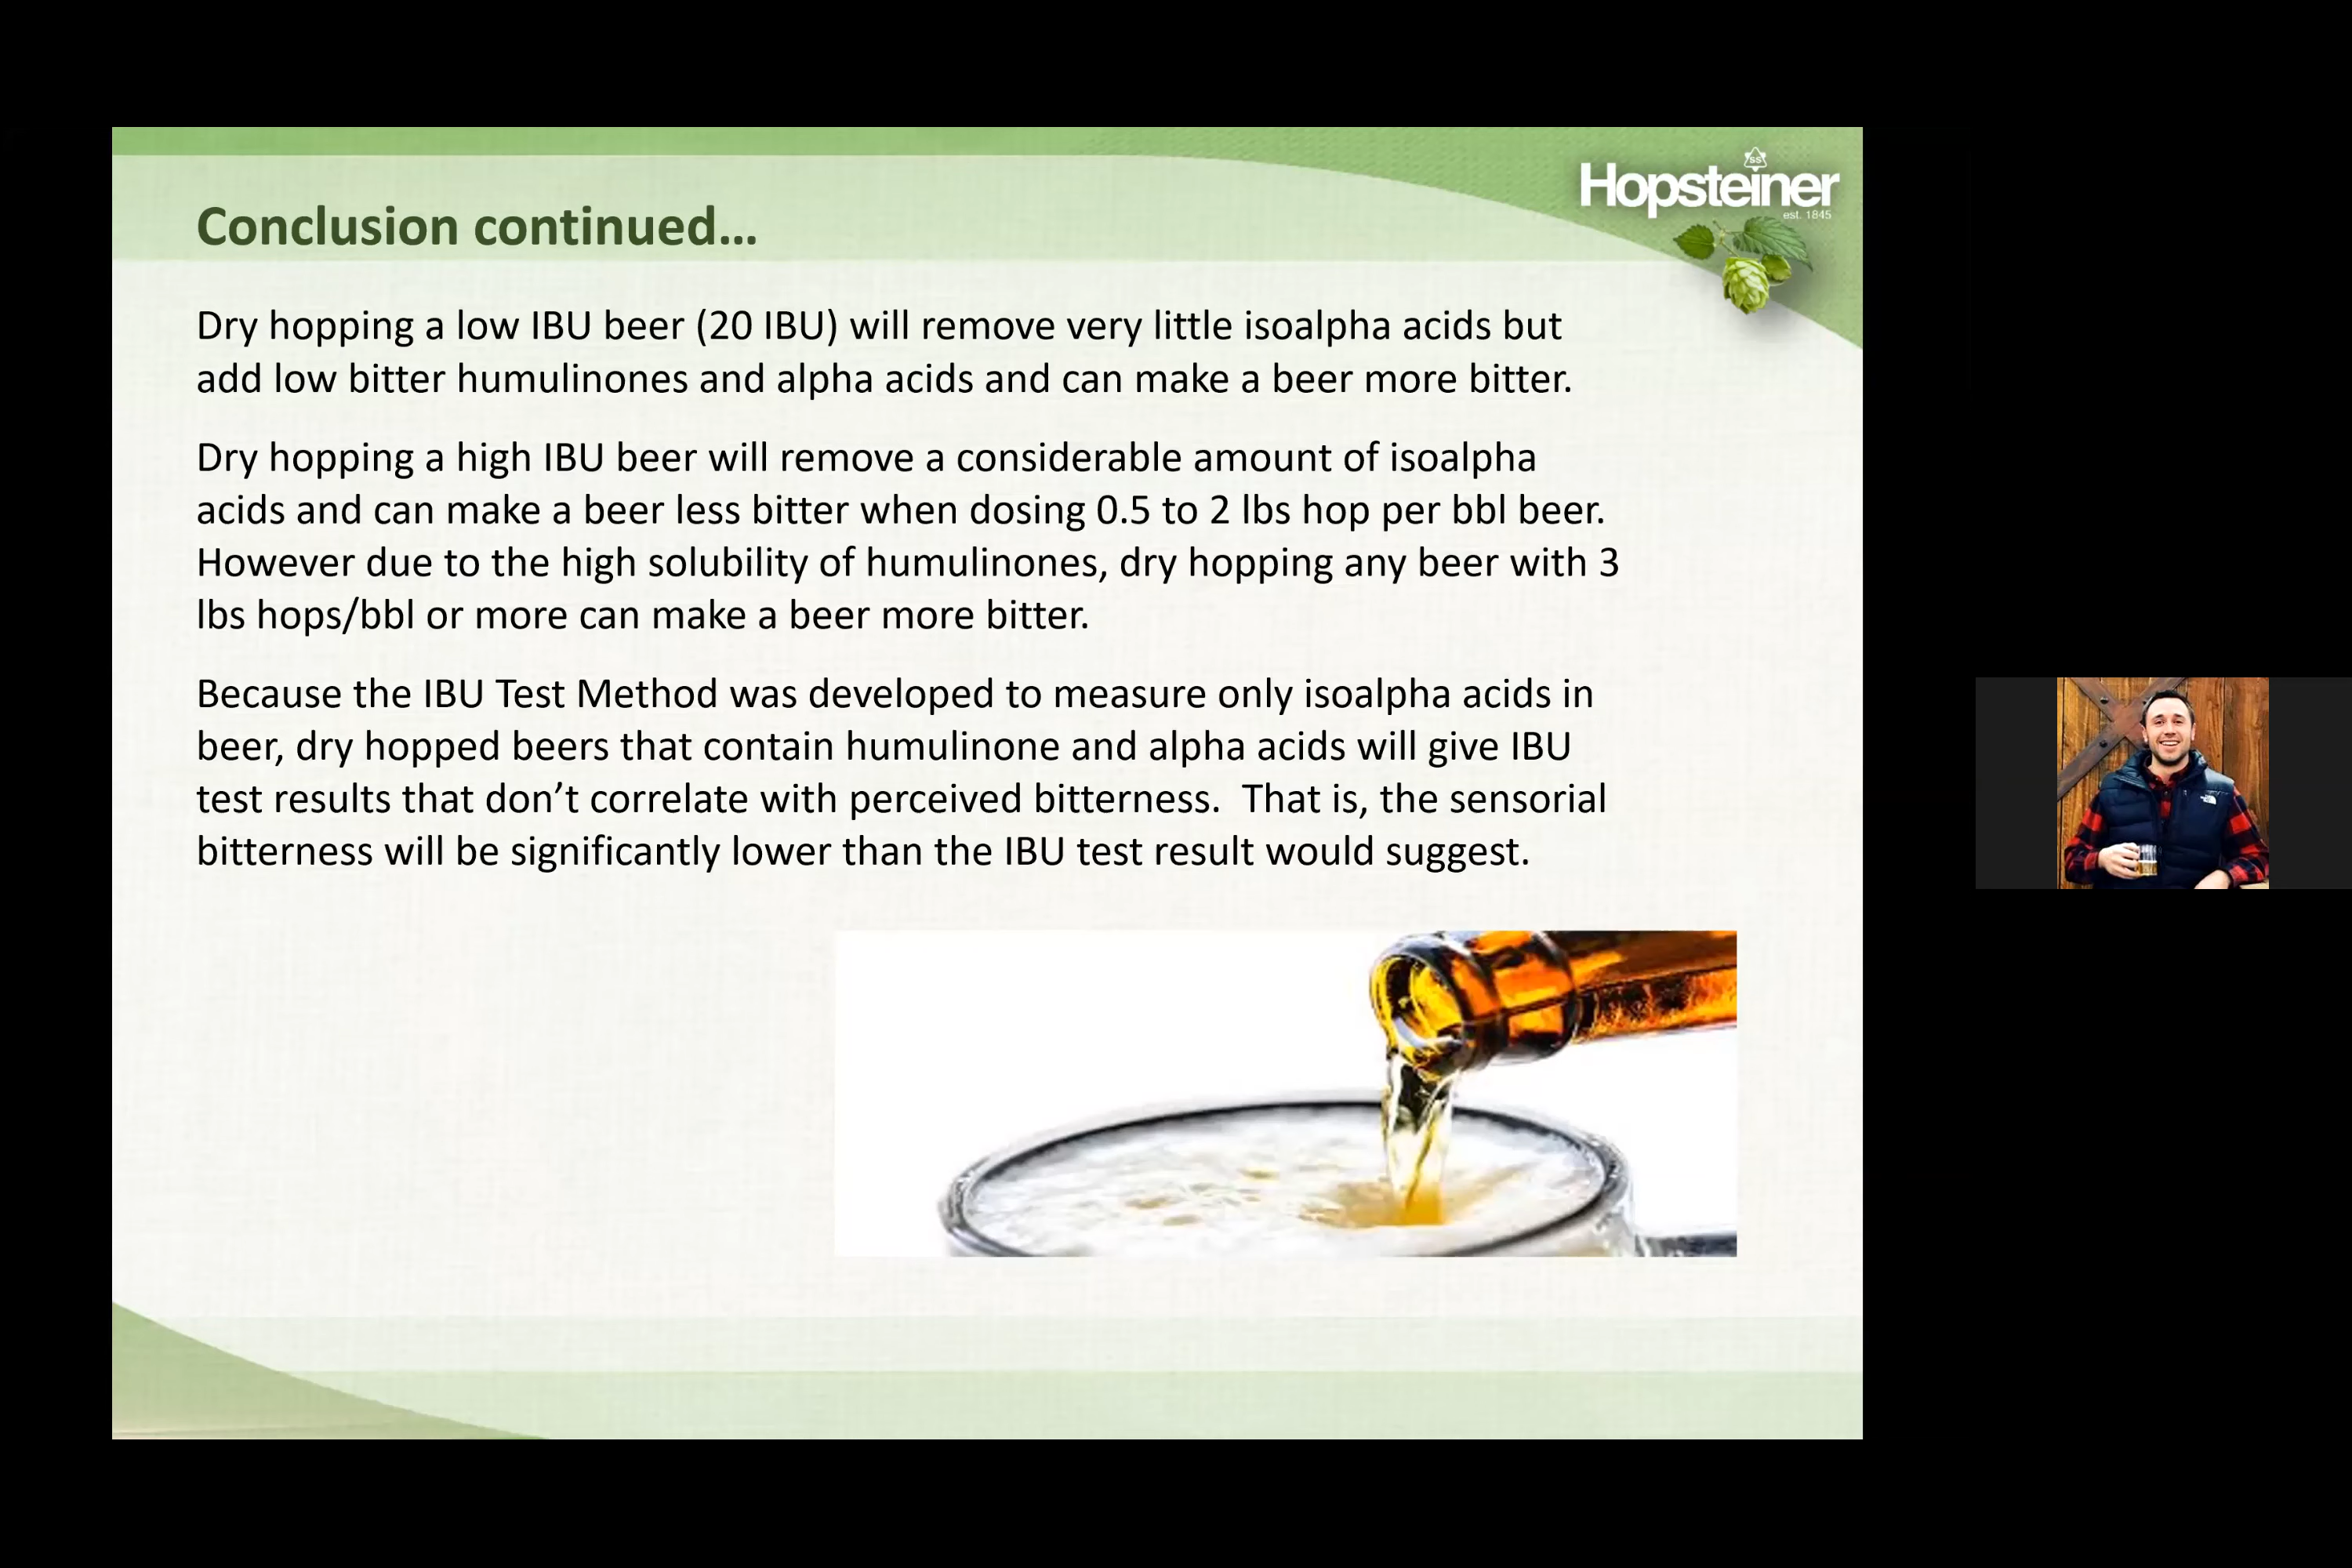 SS
Hopsteiner
est. 1845
Conclusion continued…
Dry hopping a low IBU beer (20 IBU) will remove very little isoalpha acids but
add low bitter humulinones and alpha acids and can make a beer more bitter.
Dry hopping a high IBU beer will remove a considerable amount of isoalpha
acids and can make a beer less bitter when dosing 0.5 to 2 lbs hop per bbl beer.
However due to the high solubility of humulinones, dry hopping any beer with 3
lbs hops/bbl or more can make a beer more bitter.
Because the IBU Test Method was developed to measure only isoalpha acids in
beer, dry hopped beers that contain humulinone and alpha acids will give IBU
test results that don’t correlate with perceived bitterness.  That is, the sensorial
bitterness will be significantly lower than the IBU test result would suggest.